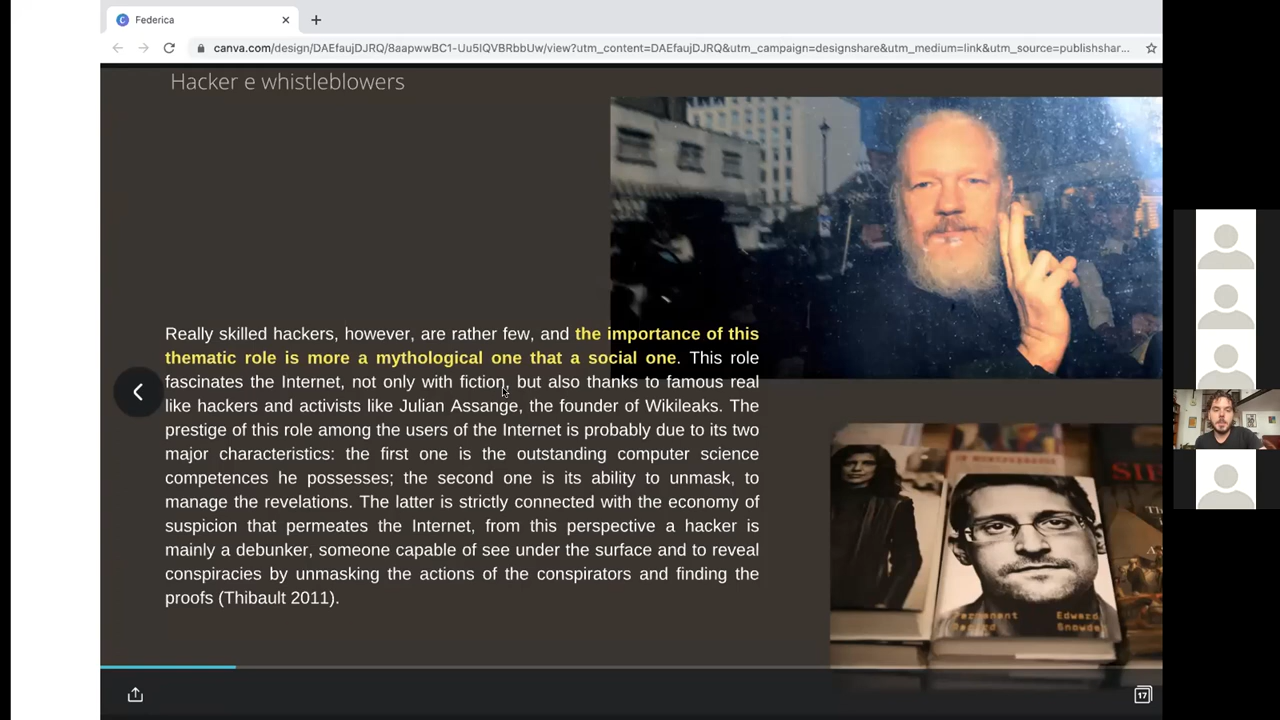 Federica
canva.com/design/DAEfaujDJRQ/8aapwwBC1-Uu5lQVBRbbUw/view?utm_content=DAEfaujDJRQ&utm_campaign=designshare&utm_medium=link&utm_source=publishshar...
Hacker e whistleblowers
Really skilled hackers, however, are rather few, and the importance of this
thematic role is more a mythological one that a social one. This role
fascinates the Internet, not only with fiction, but also thanks to famous real
like hackers and activists like Julian Assange, the founder of Wikileaks. The
prestige of this role among the users of the Internet is probably due to its two
major characteristics: the first one is the outstanding computer science
competences he possesses; the second one is its ability to unmask, to
manage the revelations. The latter is strictly connected with the economy of
suspicion that permeates the Internet, from this perspective a hacker is
mainly a debunker, someone capable of see under the surface and to reveal
conspiracies by unmasking the actions of the conspirators and finding the
proofs (Thibault 2011).
Permanent Edward
Record Snowden
17